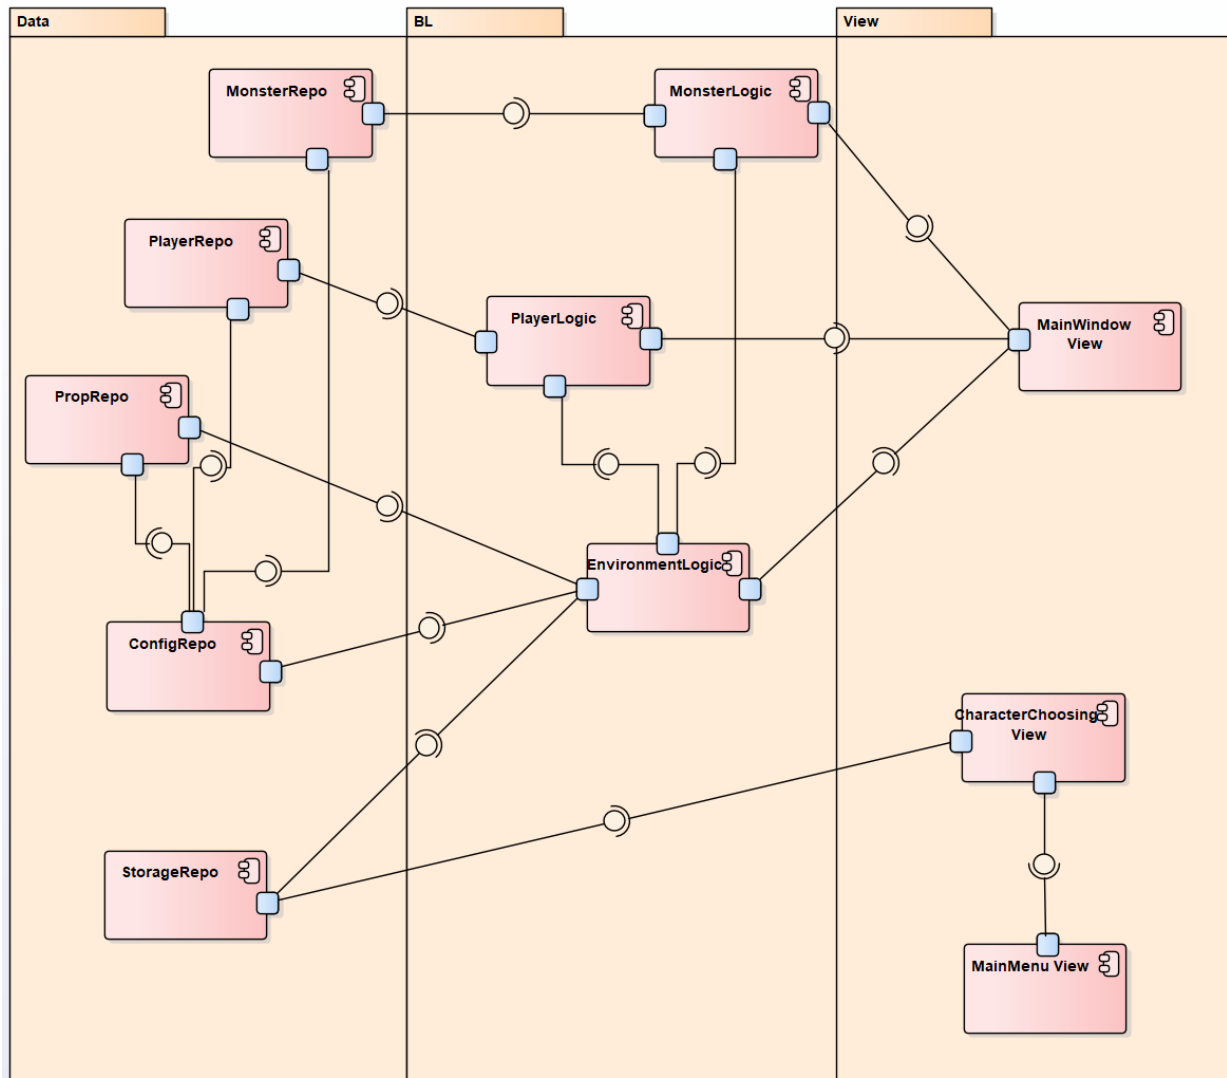 Data
BL
View
MonsterRepo
MonsterLogic
PlayerRepo
PlayerLogic
MainWindow
View
PropRepo
EnvironmentLogic
ConfigRepo
CharacterChoosing
View
StorageRepo
MainMenu View